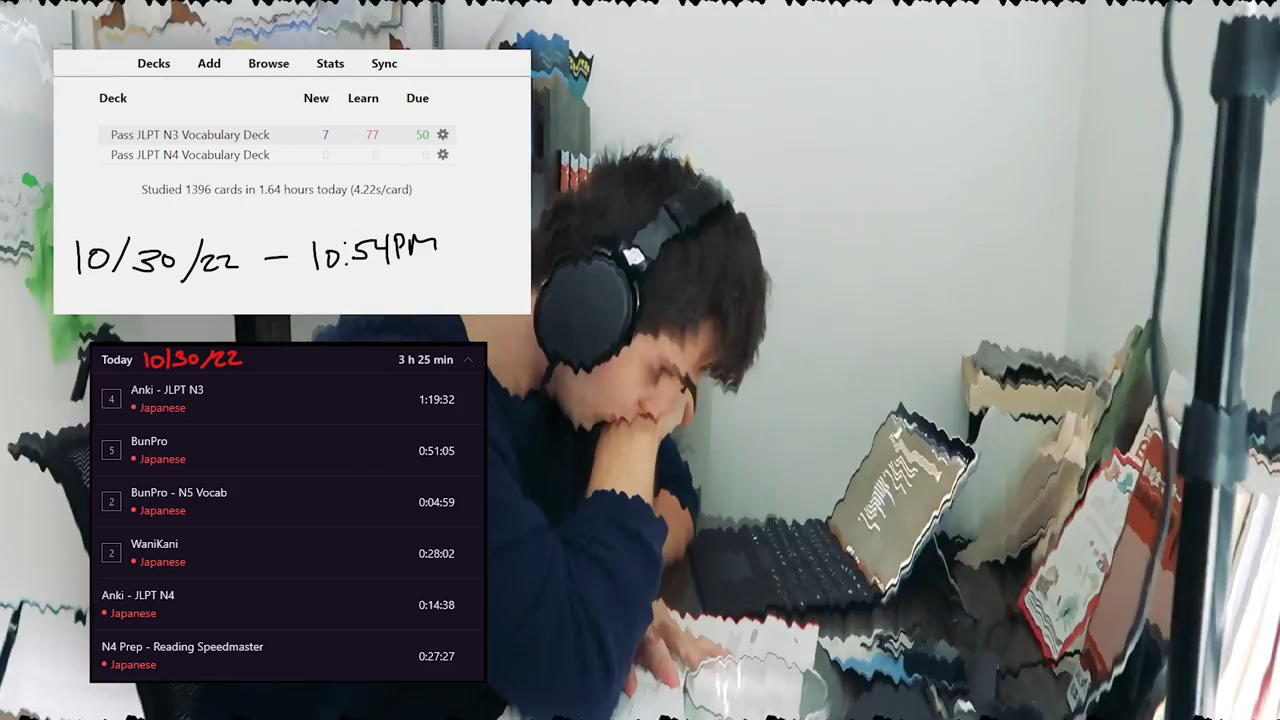 Decks Add Browse Stats Sync
Deck New Learn Due
Pass JLPT N3 Vocabulary Deck 7 77 50
Pass JLPT N4 Vocabulary Deck 0 0 0
Studied 1396 cards in 1.64 hours today (4.22s/card)
10/30/22 - 10:54PM
Today 10/30/22 3 h 25 min
4 Anki - JLPT N3 1:19:32
• Japanese
5 BunPro 0:51:05
• Japanese
2 BunPro - N5 Vocab 0:04:59
• Japanese
2 WaniKani 0:28:02
• Japanese
Anki - JLPT N4 0:14:38
• Japanese
N4 Prep - Reading Speedmaster 0:27:27
• Japanese